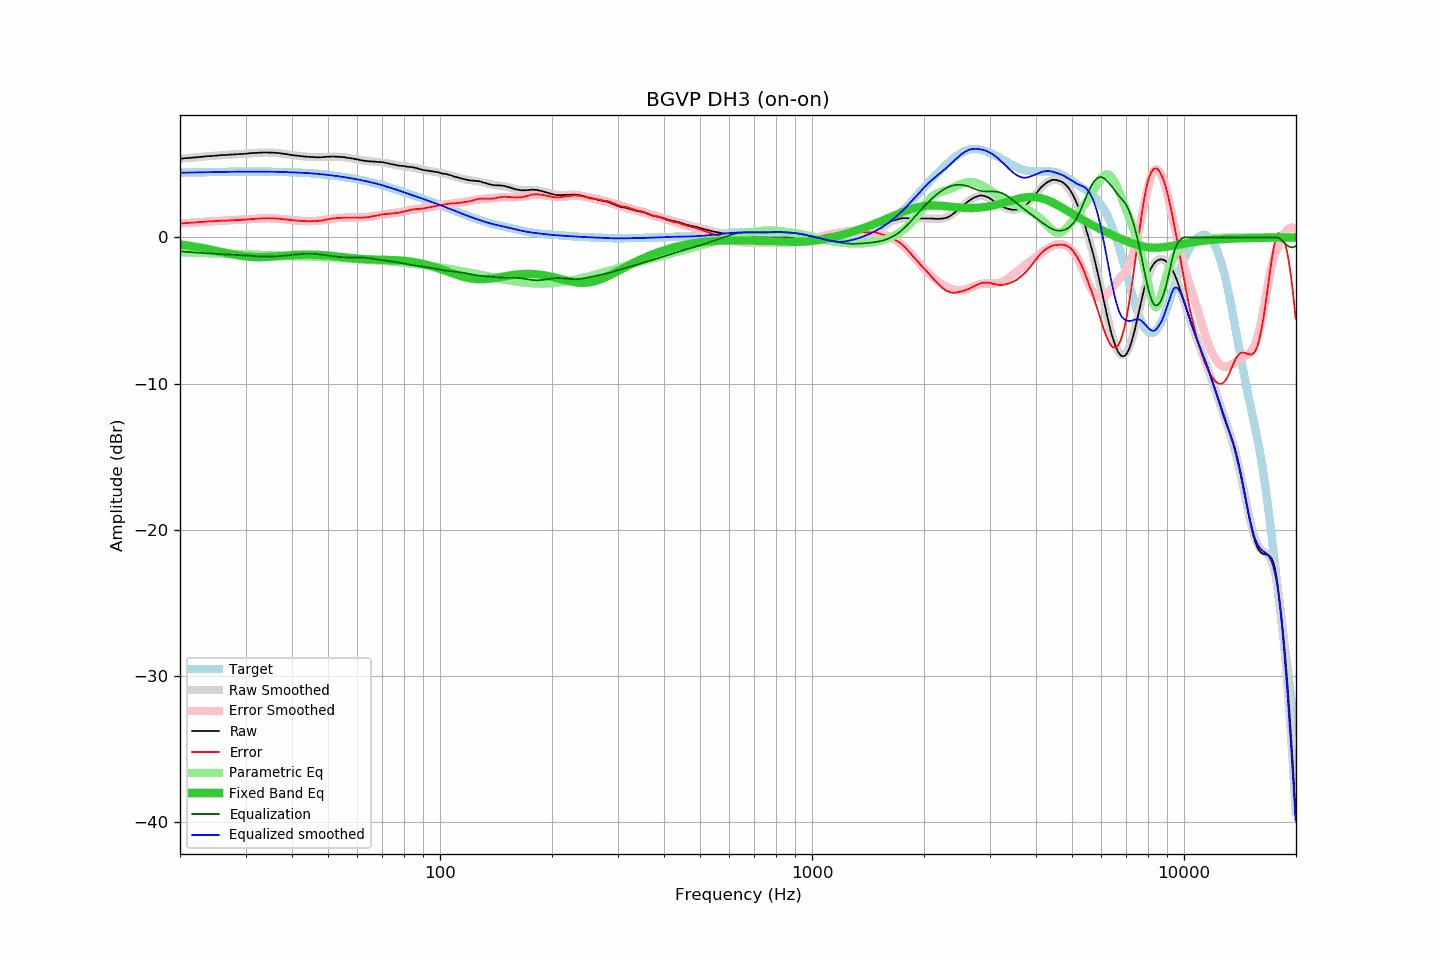 BGVP DH3 (on-on)
Amplitude (dBr)
0
−10
−20
−30
−40
Target
Raw Smoothed
Error Smoothed
Raw
Error
Parametric Eq
Fixed Band Eq
Equalization
Equalized smoothed
100
1000
10000
Frequency (Hz)